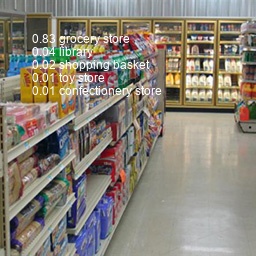 0.83 grocery store
0.04 library
0.02 shopping basket
0.01 toy store
0.01 confectionery store